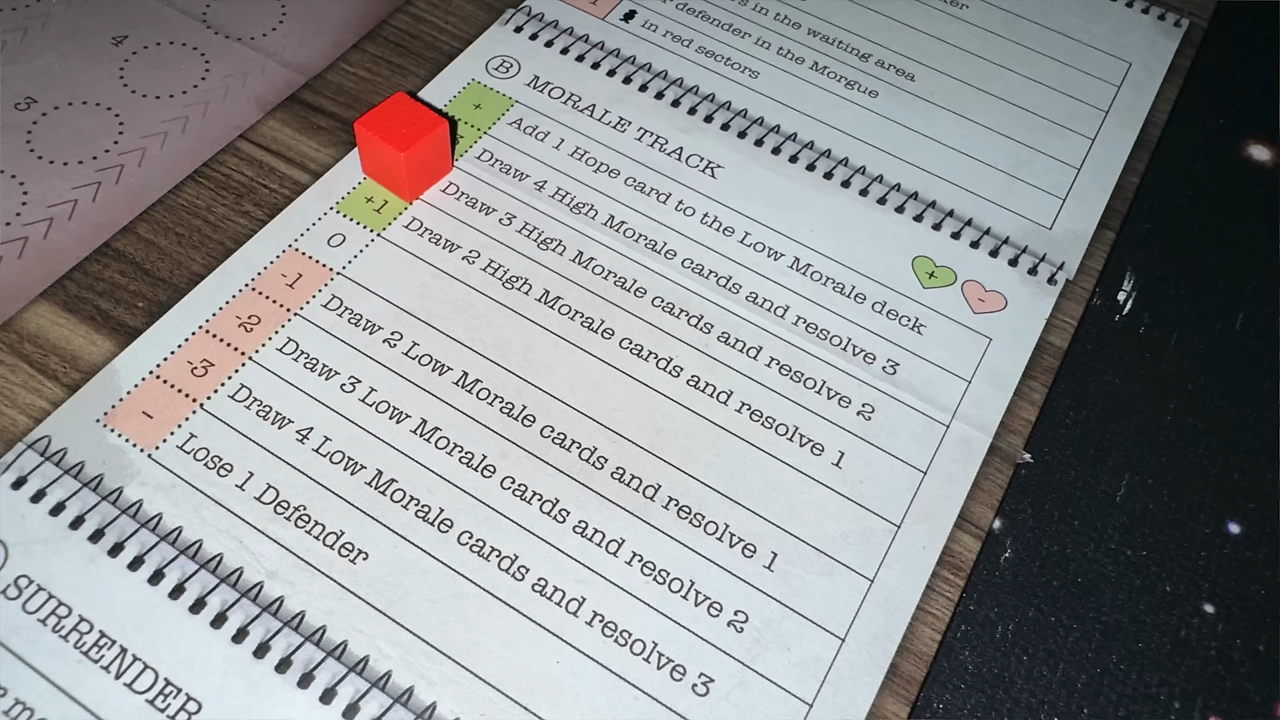 4
3
in the waiting area
defender in the Morgue
in red sectors
B MORALE TRACK
+ -
+ Add 1 Hope card to the Low Morale deck
Draw 4 High Morale cards and resolve 3
Draw 3 High Morale cards and resolve 2
+1 Draw 2 High Morale cards and resolve 1
0
-1 Draw 2 Low Morale cards and resolve 1
-2 Draw 3 Low Morale cards and resolve 2
-3 Draw 4 Low Morale cards and resolve 3
- Lose 1 Defender
SURRENDER